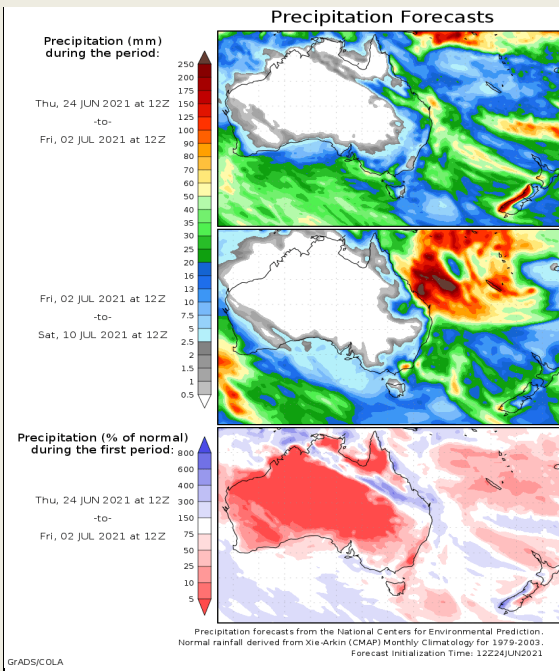 Precipitation Forecasts
Precipitation (mm)
during the period:
Thu, 24 JUN 2021 at 12Z
-to-
Fri, 02 JUL 2021 at 12Z
250
200
175
150
125
100
90
80
70
60
50
40
35
30
25
20
16
13
10
7.5
5
2.5
2
1.5
1
0.5
Fri, 02 JUL 2021 at 12Z
-to-
Sat, 10 JUL 2021 at 12Z
Precipitation (% of normal)
during the first period:
Thu, 24 JUN 2021 at 12Z
-to-
Fri, 02 JUL 2021 at 12Z
800
600
400
300
150
75
50
25
10
5
Precipitation forecasts from the National Centers for Environmental Prediction.
Normal rainfall derived from Xie-Arkin (CMAP) Monthly Climatology for 1979-2003.
Forecast Initialization Time: 12Z24JUN2021
GrADS/COLA